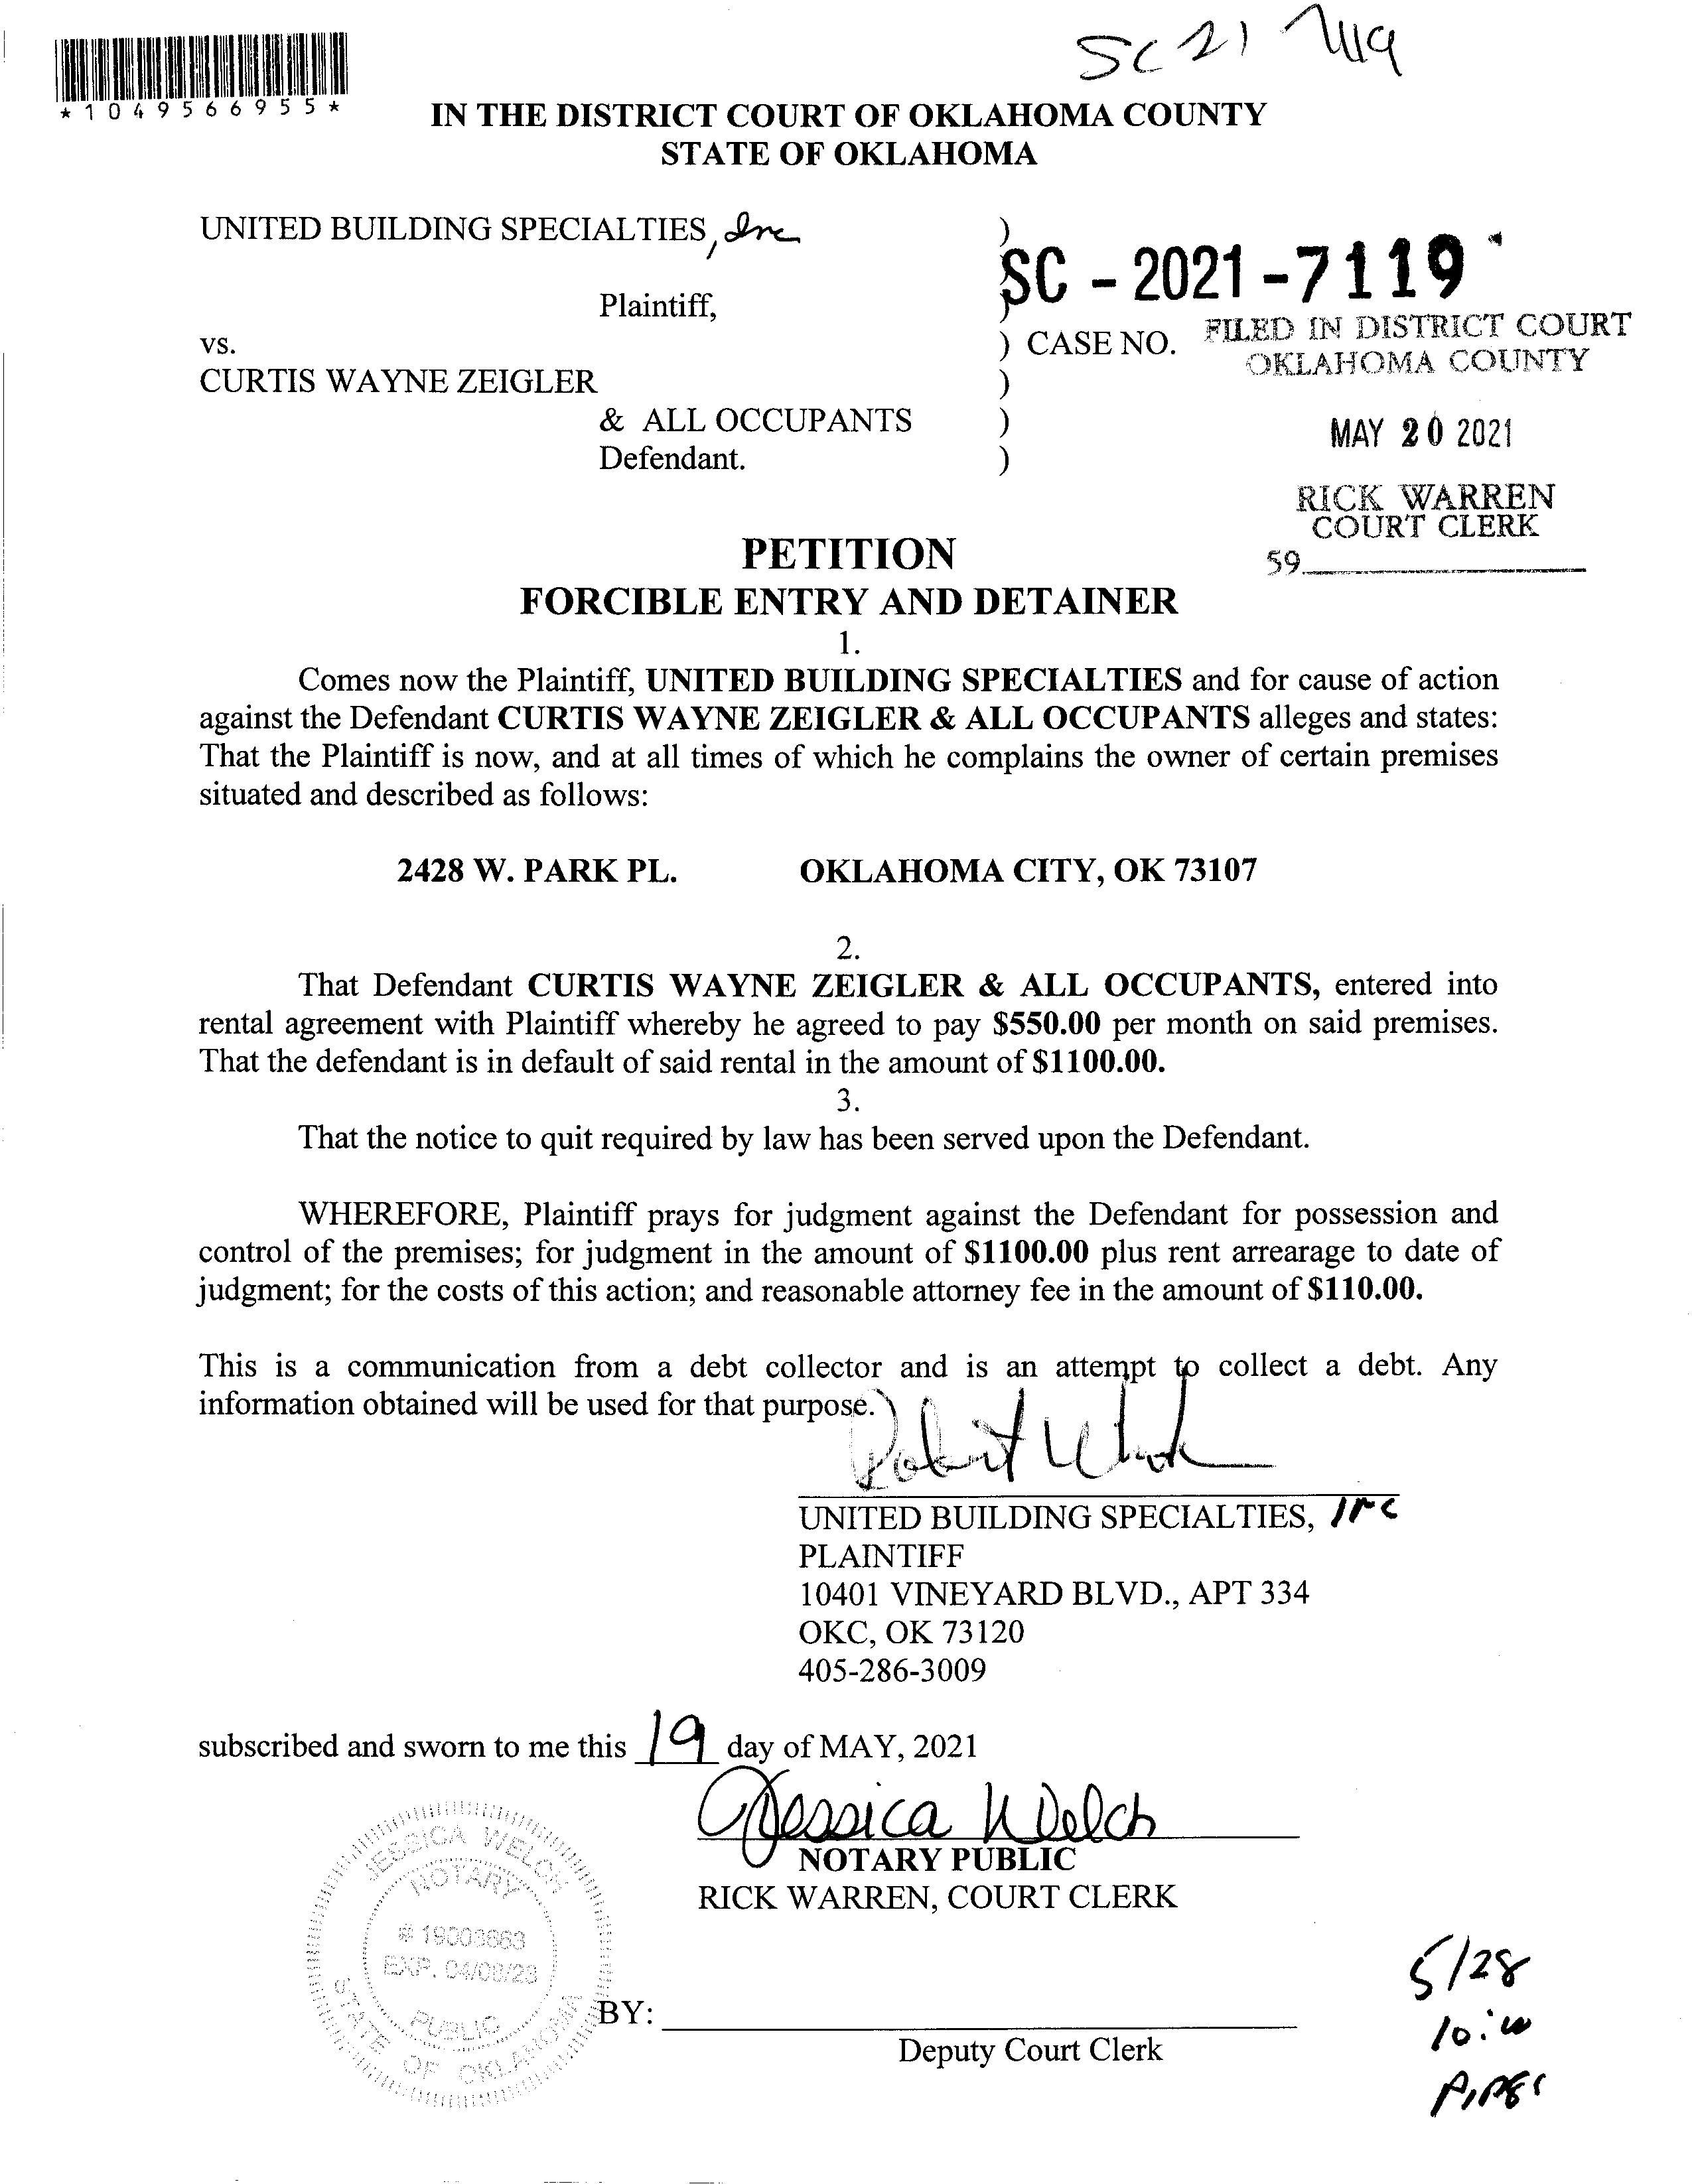 SC 21 7119
*1049566955*
IN THE DISTRICT COURT OF OKLAHOMA COUNTY
STATE OF OKLAHOMA
UNITED BUILDING SPECIALTIES, Inc
)
SC - 2021 - 7119
Plaintiff, )
vs. ) CASE NO.
FILED IN DISTRICT COURT
OKLAHOMA COUNTY
CURTIS WAYNE ZEIGLER )
& ALL OCCUPANTS )
MAY 20 2021
Defendant. )
RICK WARREN
COURT CLERK
59
PETITION
FORCIBLE ENTRY AND DETAINER
1.
Comes now the Plaintiff, UNITED BUILDING SPECIALTIES and for cause of action
against the Defendant CURTIS WAYNE ZEIGLER & ALL OCCUPANTS alleges and states:
That the Plaintiff is now, and at all times of which he complains the owner of certain premises
situated and described as follows:
2428 W. PARK PL. OKLAHOMA CITY, OK 73107
2.
That Defendant CURTIS WAYNE ZEIGLER & ALL OCCUPANTS, entered into
rental agreement with Plaintiff whereby he agreed to pay $550.00 per month on said premises.
That the defendant is in default of said rental in the amount of $1100.00.
3.
That the notice to quit required by law has been served upon the Defendant.
WHEREFORE, Plaintiff prays for judgment against the Defendant for possession and
control of the premises; for judgment in the amount of $1100.00 plus rent arrearage to date of
judgment; for the costs of this action; and reasonable attorney fee in the amount of $110.00.
This is a communication from a debt collector and is an attempt to collect a debt. Any
information obtained will be used for that purpose.
Robert
UNITED BUILDING SPECIALTIES, Inc
PLAINTIFF
10401 VINEYARD BLVD., APT 334
OKC, OK 73120
405-286-3009
subscribed and sworn to me this 19 day of MAY, 2021
Jessica Welch
NOTARY PUBLIC
RICK WARREN, COURT CLERK
JESSICA WELCH
NOTARY
# 19003663
EXP. 04/08/23
PUBLIC
STATE OF OKLAHOMA
BY:
Deputy Court Clerk
5/28
10:00